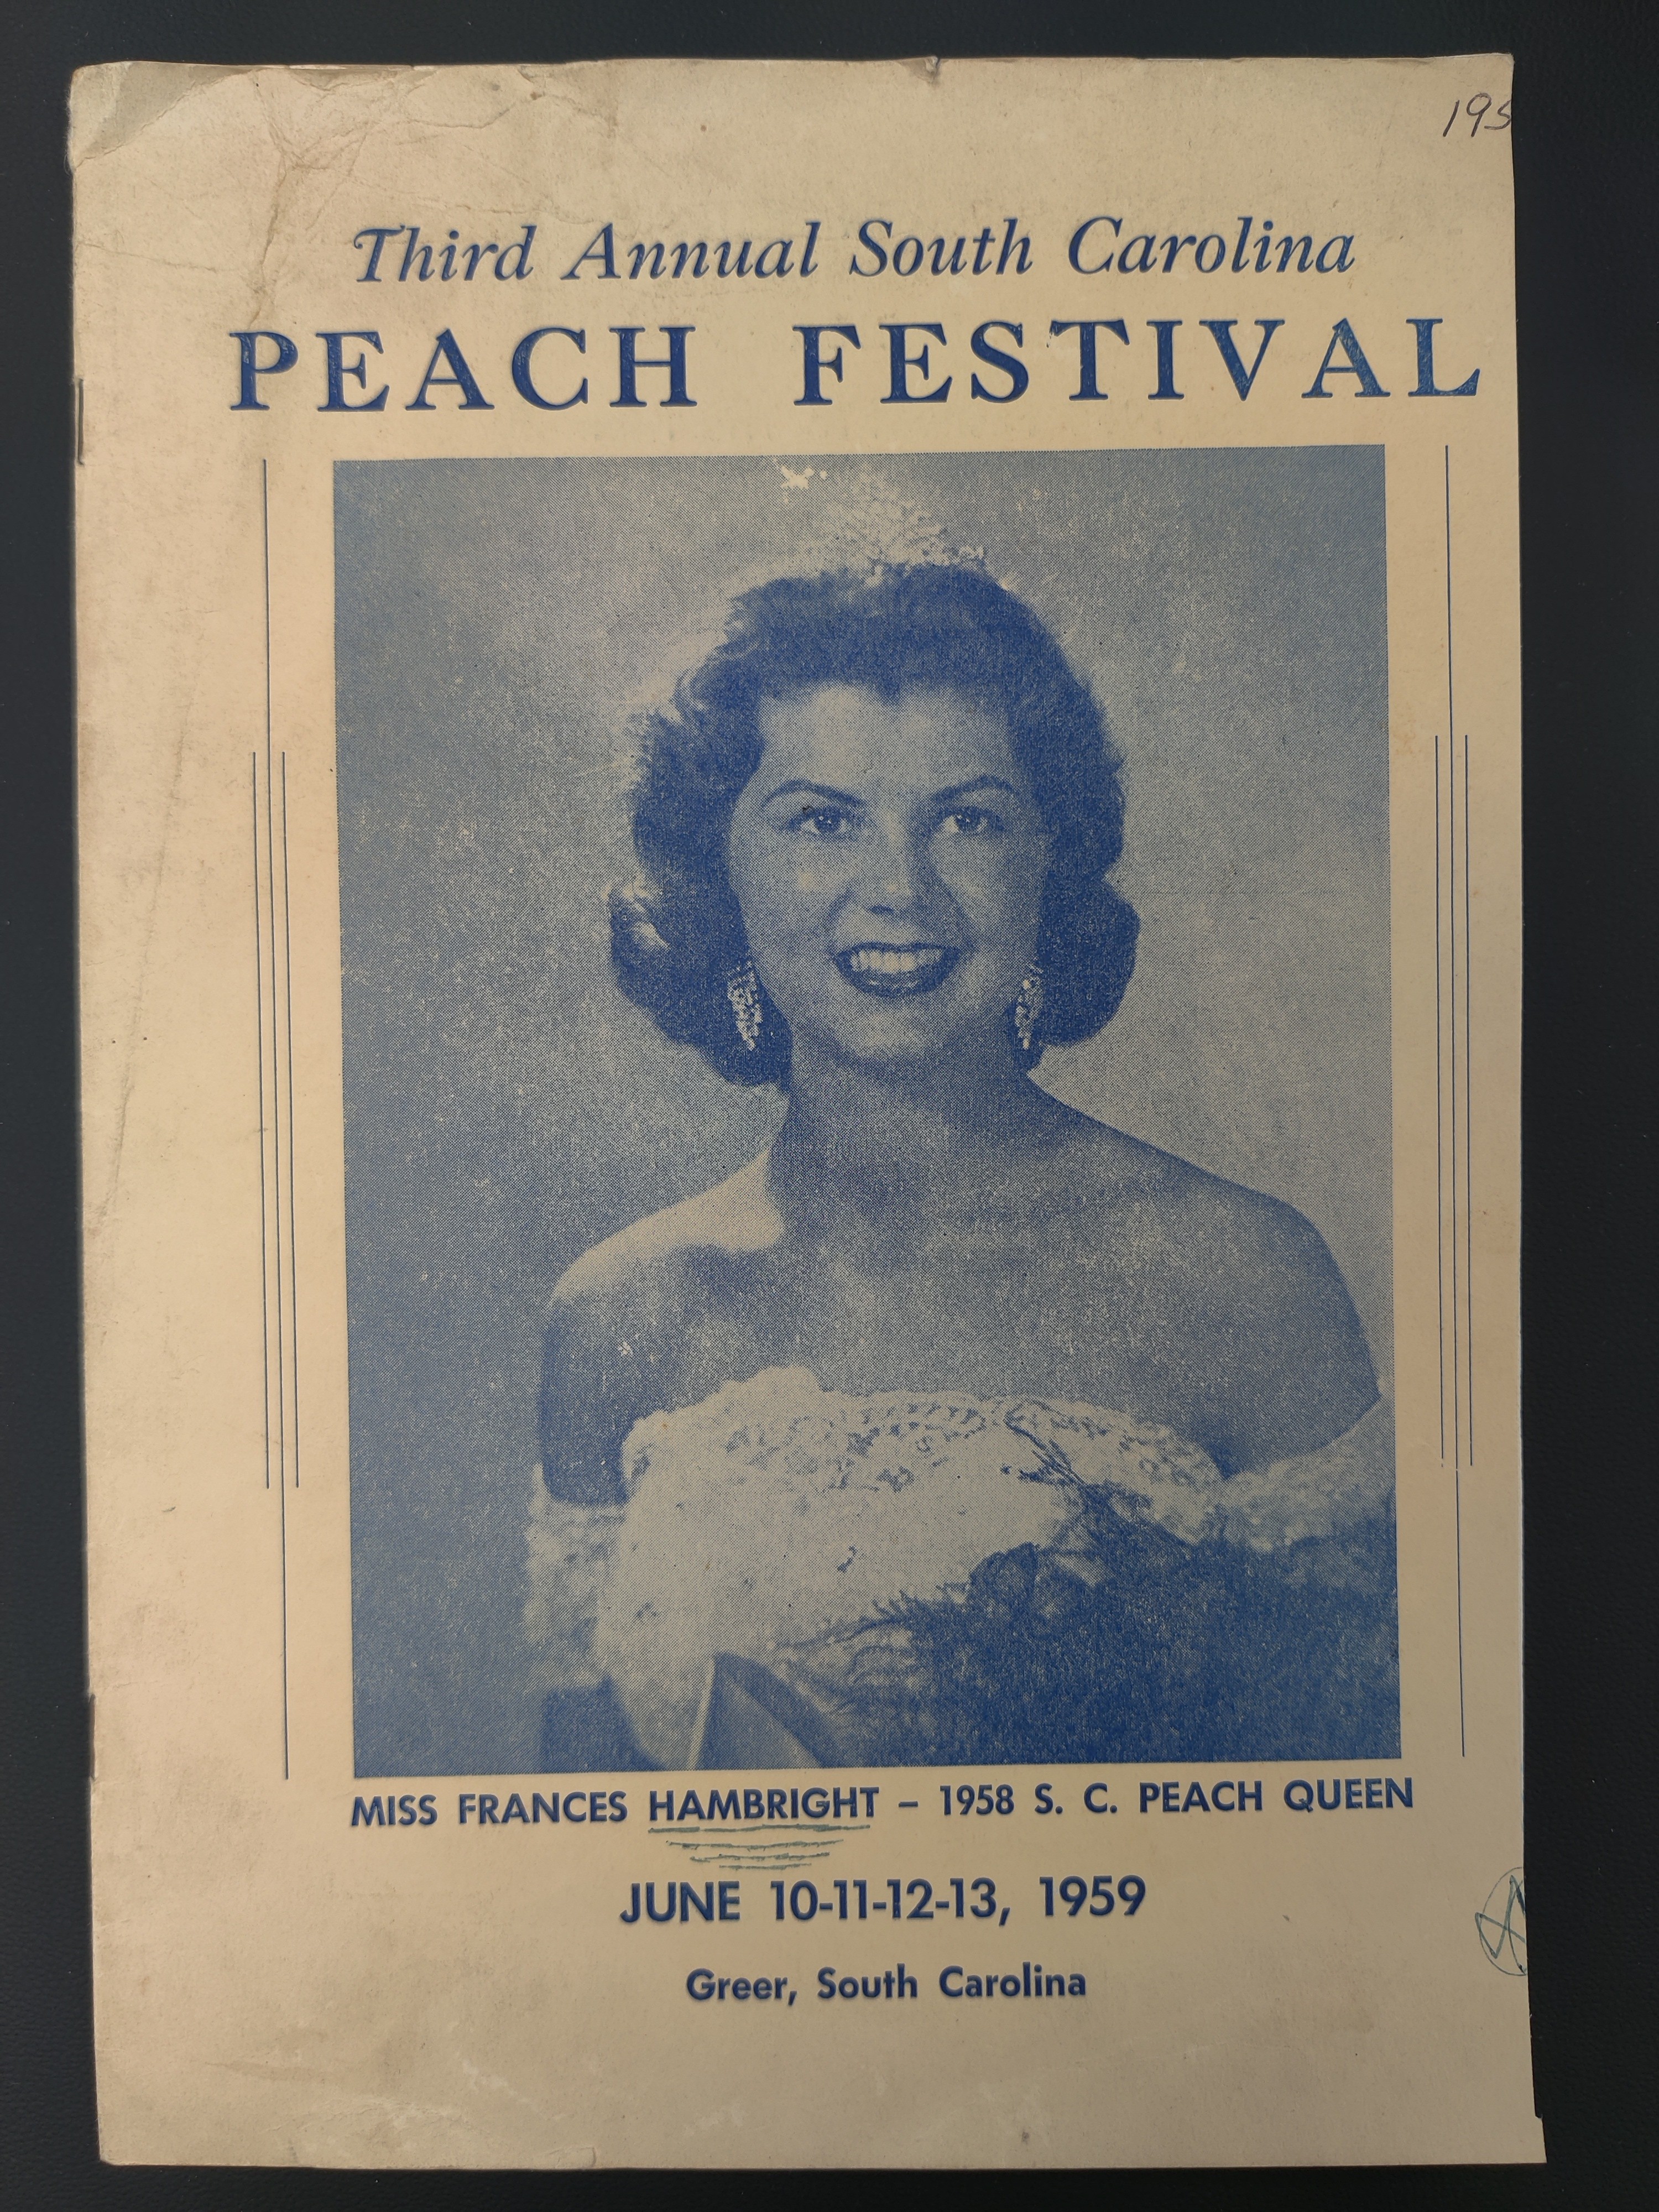 195
Third Annual South Carolina
PEACH FESTIVAL
MISS FRANCES HAMBRIGHT – 1958 S. C. PEACH QUEEN
JUNE 10-11-12-13, 1959
Greer, South Carolina